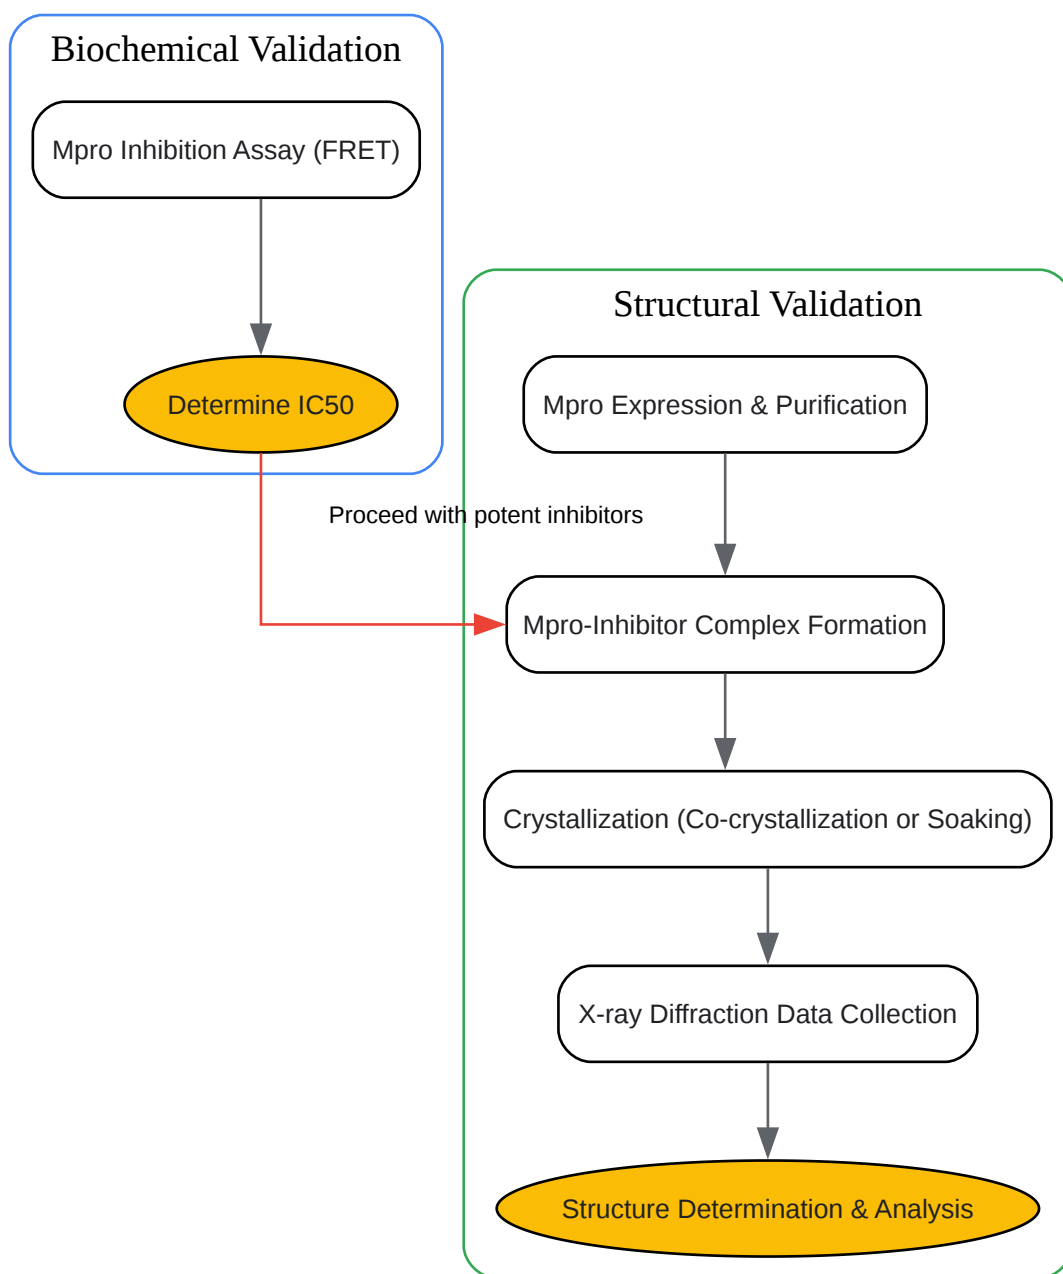 Biochemical Validation
Mpro Inhibition Assay (FRET)
Determine IC50
Proceed with potent inhibitors
Structural Validation
Mpro Expression & Purification
Mpro-Inhibitor Complex Formation
Crystallization (Co-crystallization or Soaking)
X-ray Diffraction Data Collection
Structure Determination & Analysis